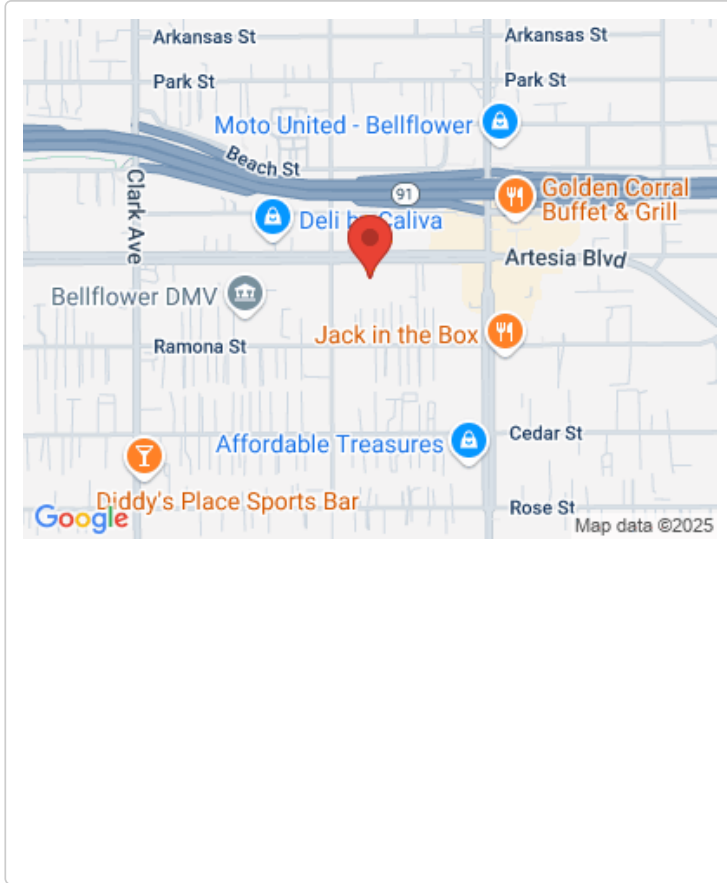 Arkansas St
Arkansas St
Park St
Park St
Moto United - Bellflower
Beach St
Clark Ave
91
Golden Corral
Buffet & Grill
Deli by Caliva
Artesia Blvd
Bellflower DMV
Jack in the Box
Ramona St
Cedar St
Affordable Treasures
Diddy's Place Sports Bar
Rose St
Google
Map data ©2025